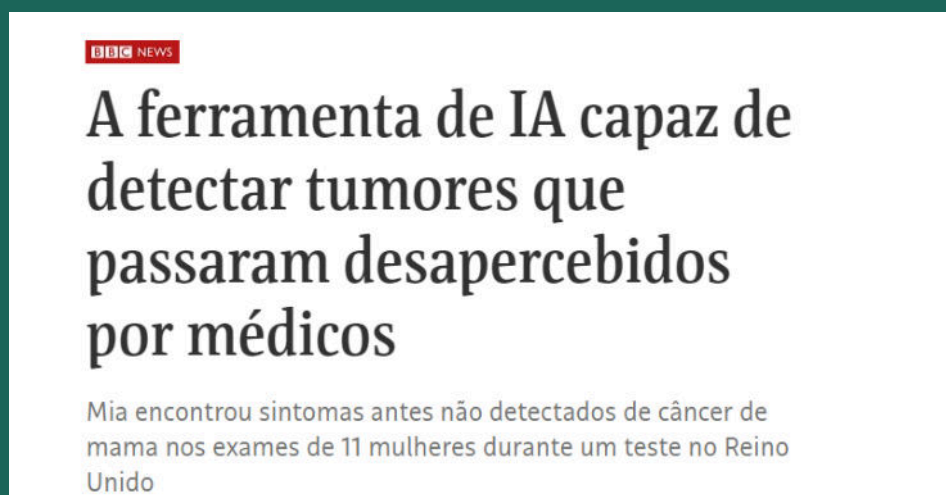 BBC NEWS
A ferramenta de IA capaz de
detectar tumores que
passaram desapercebidos
por médicos
Mia encontrou sintomas antes não detectados de câncer de
mama nos exames de 11 mulheres durante um teste no Reino
Unido